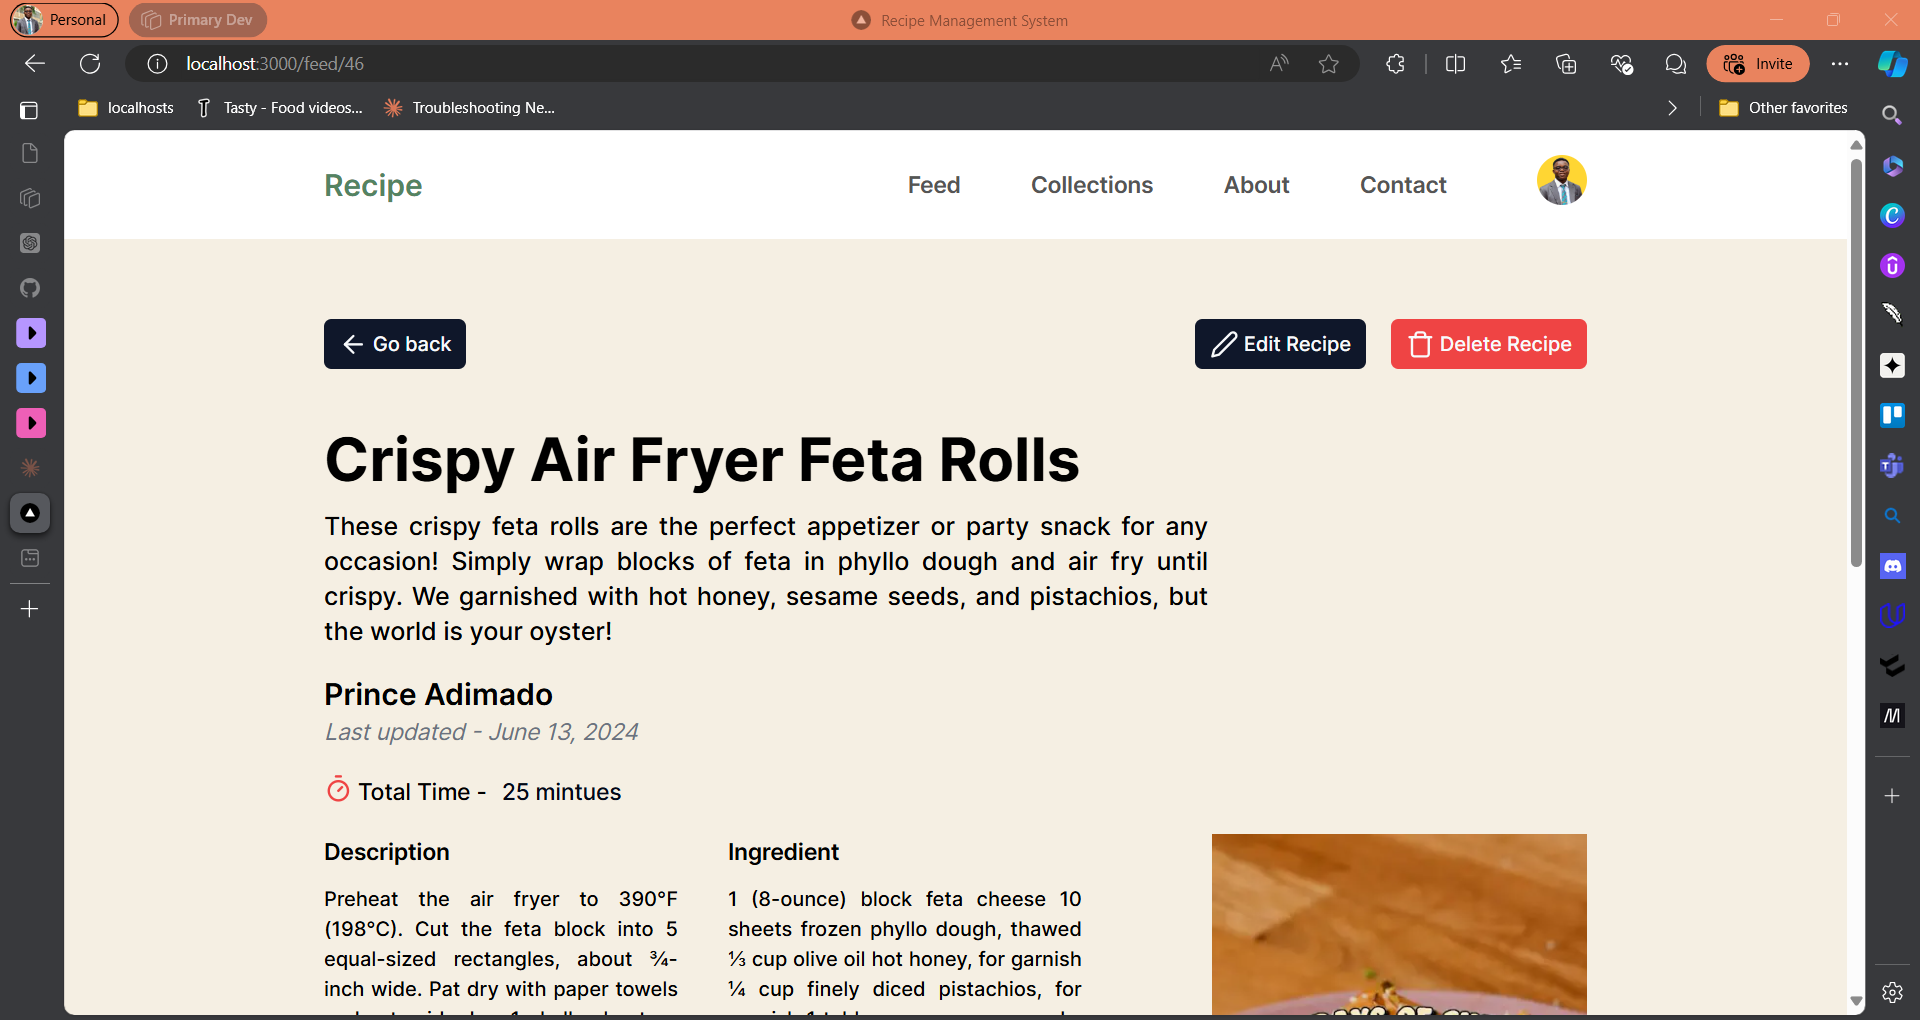 Personal
Primary Dev
Recipe Management System
localhost:3000/feed/46
Invite
localhosts
Tasty - Food videos...
Troubleshooting Ne...
Other favorites
Recipe
Feed
Collections
About
Contact
Go back
Edit Recipe
Delete Recipe
Crispy Air Fryer Feta Rolls
These crispy feta rolls are the perfect appetizer or party snack for any
occasion! Simply wrap blocks of feta in phyllo dough and air fry until
crispy. We garnished with hot honey, sesame seeds, and pistachios, but
the world is your oyster!
Prince Adimado
Last updated - June 13, 2024
Total Time - 25 mintues
Description
Preheat the air fryer to 390°F
(198°C). Cut the feta block into 5
equal-sized rectangles, about ¾-
inch wide. Pat dry with paper towels
Ingredient
1 (8-ounce) block feta cheese 10
sheets frozen phyllo dough, thawed
⅓ cup olive oil hot honey, for garnish
¼ cup finely diced pistachios, for